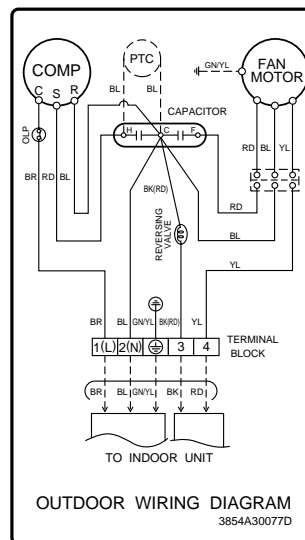 COMP
PTC
GN/YL
FAN
MOTOR
BL BL
C S R
CAPACITOR
H C F
OLP
RD BL YL
BR RD BL
BK(RD)
RD
REVERSING
VALVE
BL
YL
BR BL GN/YL BK(RD) YL
1(L) 2(N) 3 4
TERMINAL
BLOCK
BR BL GN/YL BK RD
TO INDOOR UNIT
OUTDOOR WIRING DIAGRAM
3854A30077D